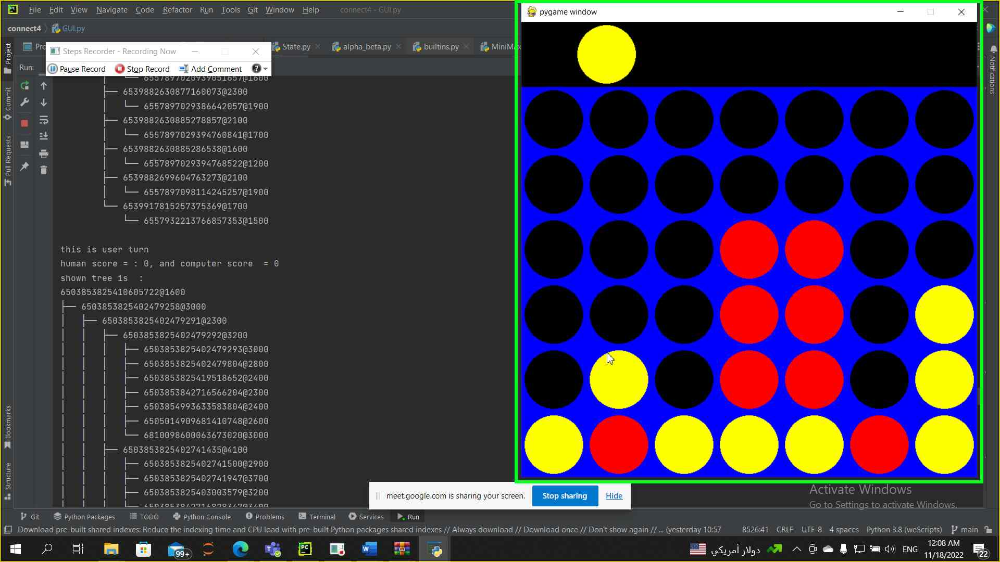 File Edit View Navigate Code Refactor Run Tools Git Window Help connect4 - GUI.py
pygame window
connect4 GUI.py
Steps Recorder - Recording Now
State.py alpha_beta.py builtins.py MiniMax
Run:
Pause Record Stop Record Add Comment
6557897020939051657@1600
6539882630877160073@2300
6557897029386642057@1900
6539882630885278857@2100
6557897029394760841@1700
6539882630885286538@1600
6557897029394768522@1200
6539882699604763273@2100
6557897098114245257@1900
6539917815257375369@1700
6557932213766857353@1500
this is user turn
human score = : 0, and computer score = 0
shown tree is :
6503853825410605722@1600
6503853825402479258@3000
6503853825402479291@2300
6503853825402479292@3200
6503853825402479293@3000
6503853825402479804@2800
6503853825419518652@2400
6503853842716566204@2300
6503854993633583804@2400
6505014909681410748@2600
6810098600063673020@3000
6503853825402741435@4100
6503853825402741500@2900
6503853825402741947@3700
6503853825403003579@3200
Project
Commit
Pull Requests
Bookmarks
Structure
Notifications
meet.google.com is sharing your screen. Stop sharing Hide
Activate Windows
Go to Settings to activate Windows.
Git Python Packages TODO Python Console Problems Terminal Services Run
Download pre-built shared indexes: Reduce the indexing time and CPU load with pre-built Python packages shared indexes // Always download // Download once // Don't show again // ... (yesterday 10:57 8526:41 CRLF UTF-8 4 spaces Python 3.8 (weScripts) main
99+
دولار أمريكي
ENG
12:08 AM
11/18/2022
22